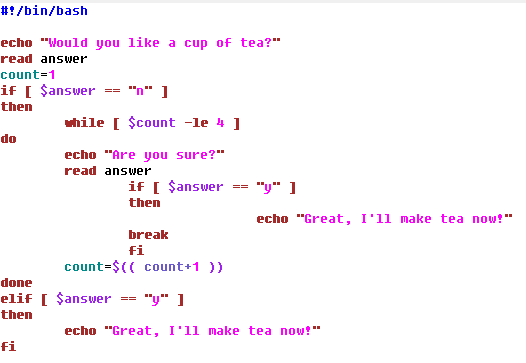 #!/bin/bash

echo "Would you like a cup of tea?"
read answer
count=1
if [ $answer == "n" ]
then
        while [ $count -le 4 ]
do
        echo "Are you sure?"
        read answer
                if [ $answer == "y" ]
                then
                                echo "Great, I'll make tea now!"
                break
                fi
        count=$(( count+1 ))
done
elif [ $answer == "y" ]
then
        echo "Great, I'll make tea now!"
fi